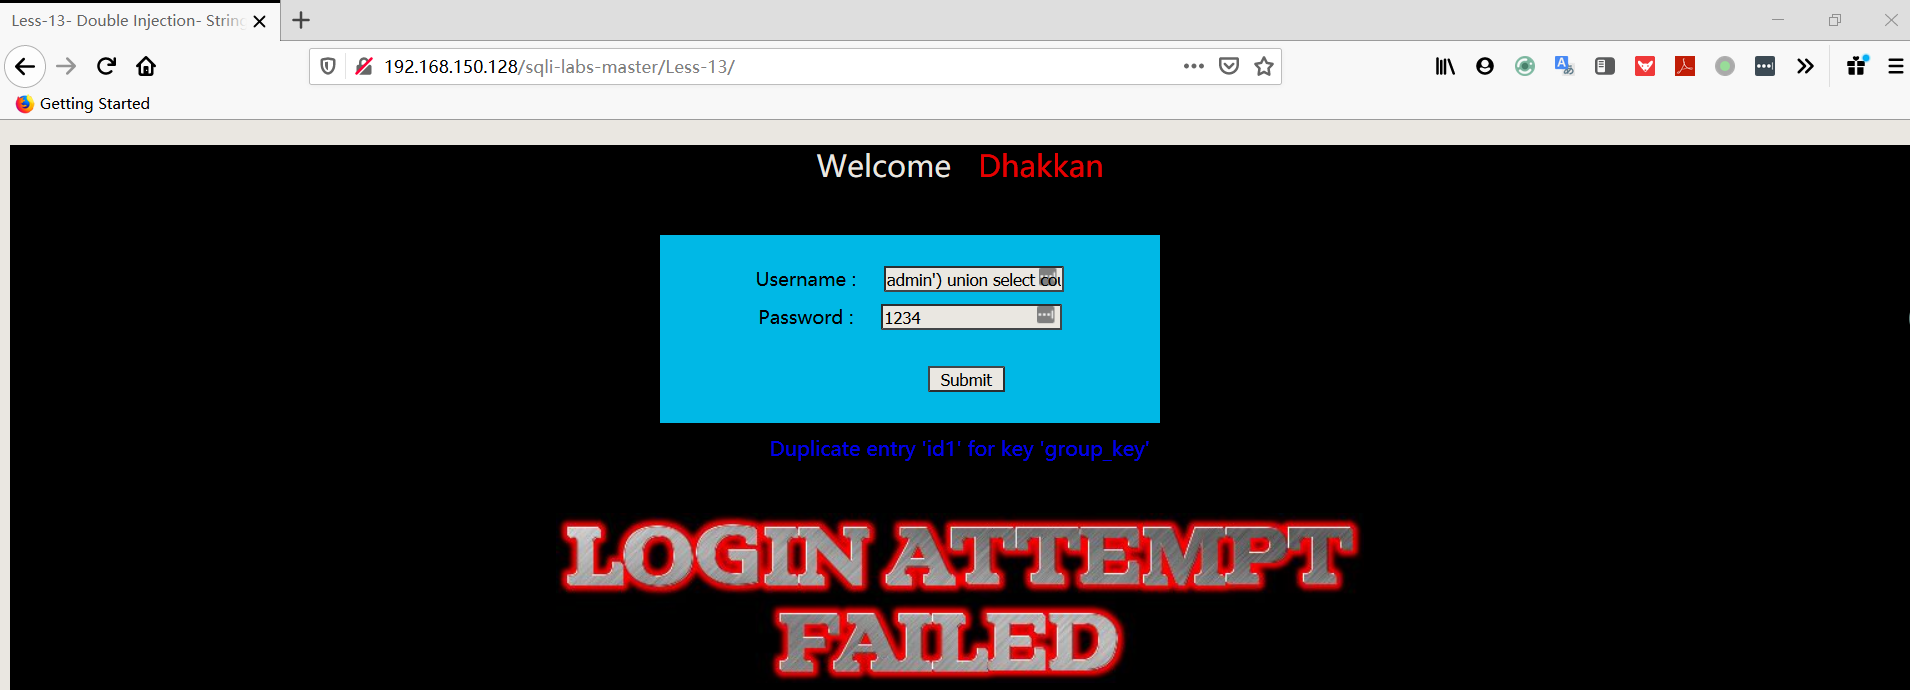 Less-13- Double Injection- String
192.168.150.128/sqli-labs-master/Less-13/
Getting Started
Welcome Dhakkan
Username : admin') union select cou
Password : 1234
Submit
Duplicate entry 'id1' for key 'group_key'
LOGIN ATTEMPT
FAILED